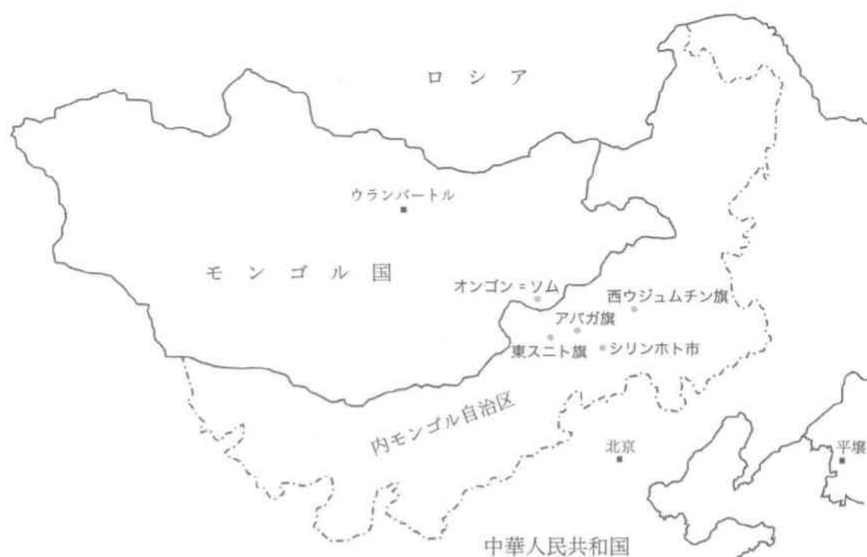 ロシア
ウランバートル
モンゴル国
オンゴン＝ソム
西ウジュムチン旗
アバガ旗
東スニト旗
シリンホト市
内モンゴル自治区
北京
平壌
中華人民共和国